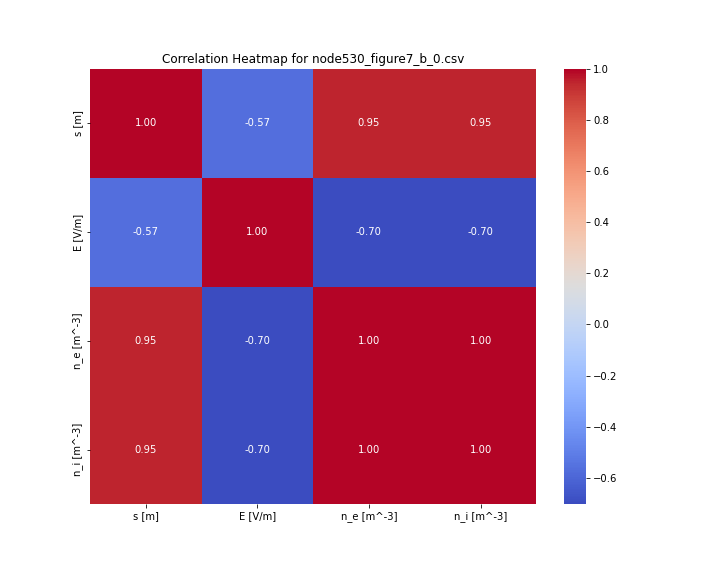 Correlation Heatmap for node530_figure7_b_0.csv
s [m]
1.00
-0.57
0.95
0.95
E [V/m]
-0.57
1.00
-0.70
-0.70
n_e [m^-3]
0.95
-0.70
1.00
1.00
n_i [m^-3]
0.95
-0.70
1.00
1.00
s [m]
E [V/m]
n_e [m^-3]
n_i [m^-3]
1.0
0.8
0.6
0.4
0.2
0.0
−0.2
−0.4
−0.6